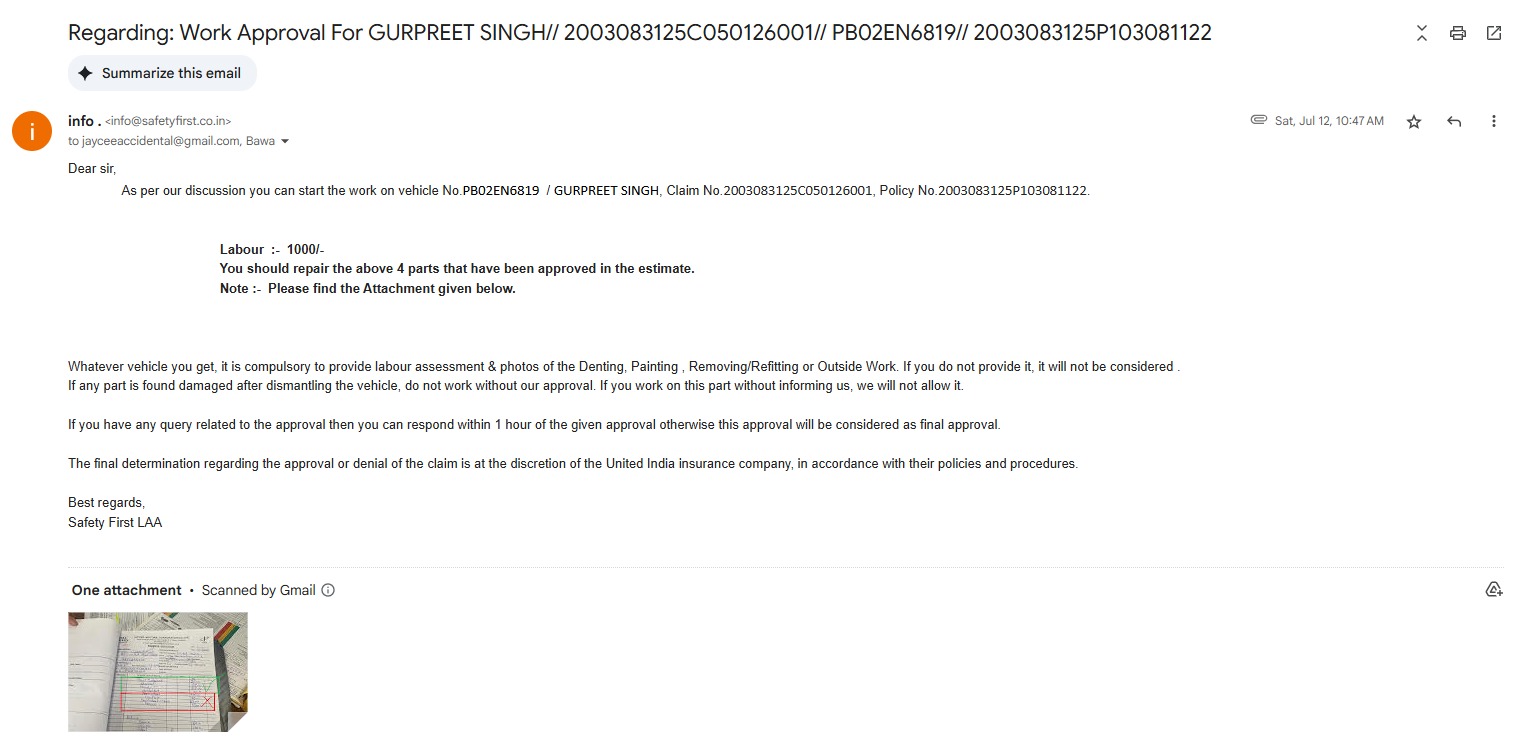 Regarding: Work Approval For GURPREET SINGH// 2003083125C050126001// PB02EN6819// 2003083125P103081122
Summarize this email
i
info . <info@safetyfirst.co.in>
Sat, Jul 12, 10:47 AM
to jayceeaccidental@gmail.com, Bawa
Dear sir,
As per our discussion you can start the work on vehicle No.PB02EN6819 / GURPREET SINGH, Claim No.2003083125C050126001, Policy No.2003083125P103081122.
Labour :- 1000/-
You should repair the above 4 parts that have been approved in the estimate.
Note :- Please find the Attachment given below.
Whatever vehicle you get, it is compulsory to provide labour assessment & photos of the Denting, Painting , Removing/Refitting or Outside Work. If you do not provide it, it will not be considered .
If any part is found damaged after dismantling the vehicle, do not work without our approval. If you work on this part without informing us, we will not allow it.
If you have any query related to the approval then you can respond within 1 hour of the given approval otherwise this approval will be considered as final approval.
The final determination regarding the approval or denial of the claim is at the discretion of the United India insurance company, in accordance with their policies and procedures.
Best regards,
Safety First LAA
One attachment • Scanned by Gmail